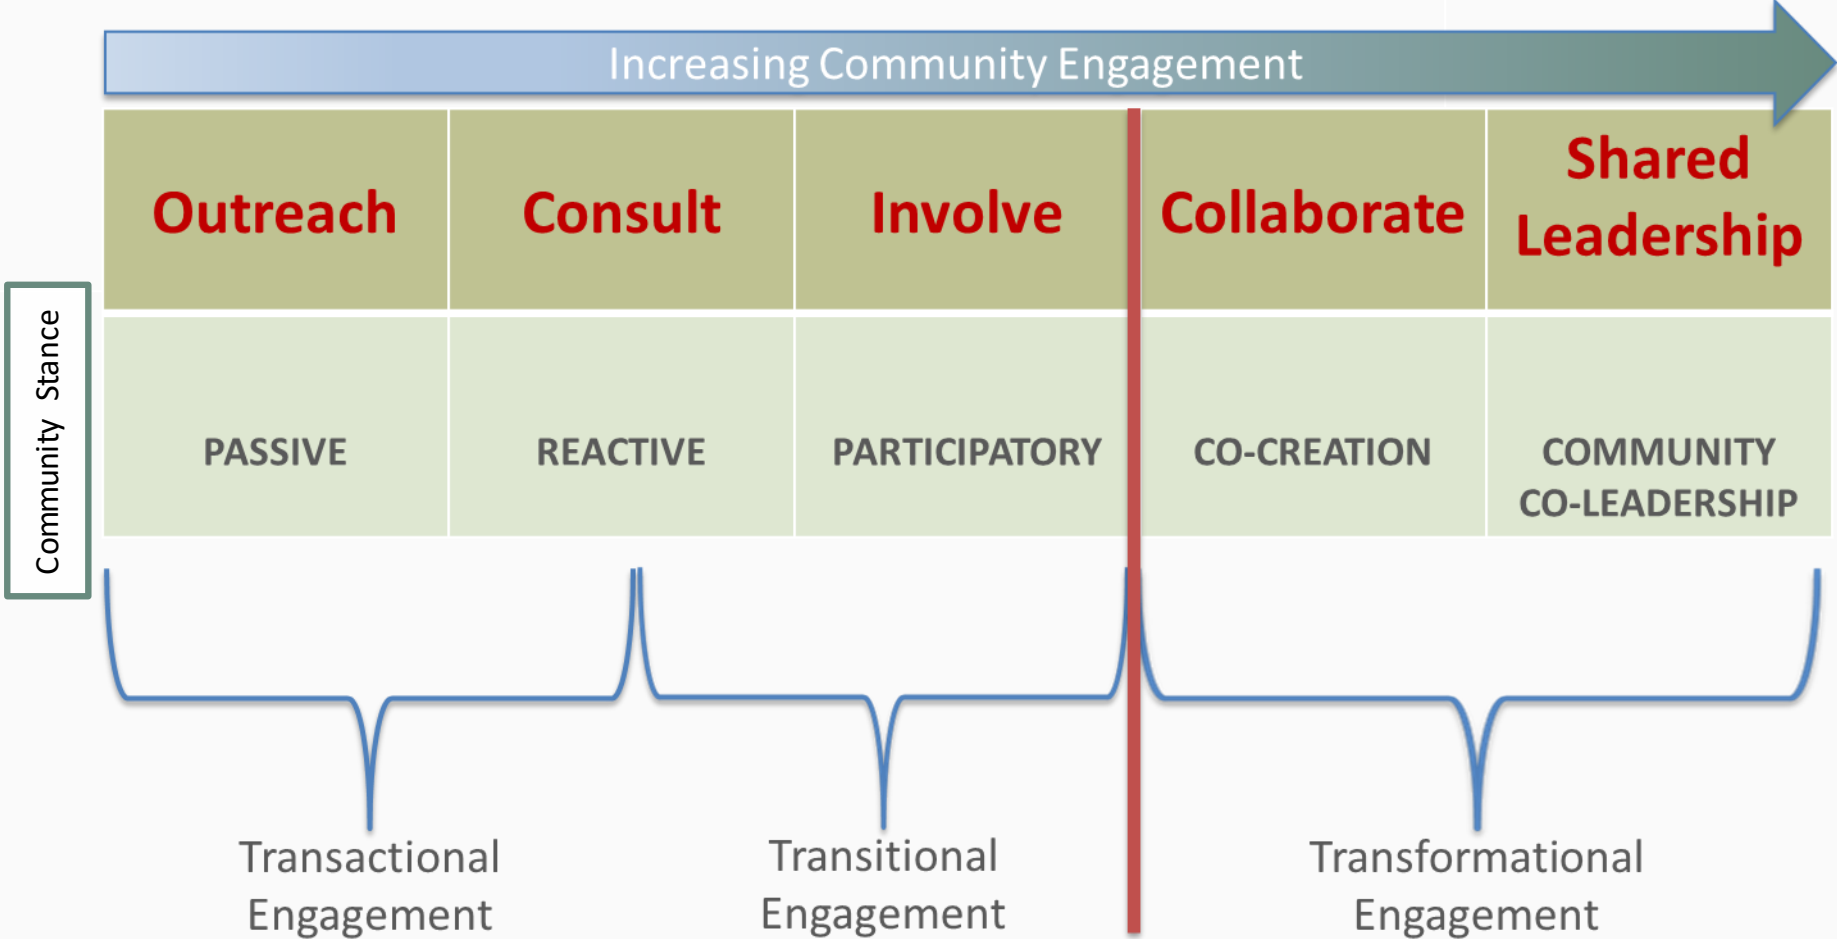 Increasing Community Engagement
Outreach
Consult
Involve
Collaborate
Shared
Leadership
Community Stance
PASSIVE
REACTIVE
PARTICIPATORY
CO-CREATION
COMMUNITY
CO-LEADERSHIP
Transactional
Engagement
Transitional
Engagement
Transformational
Engagement